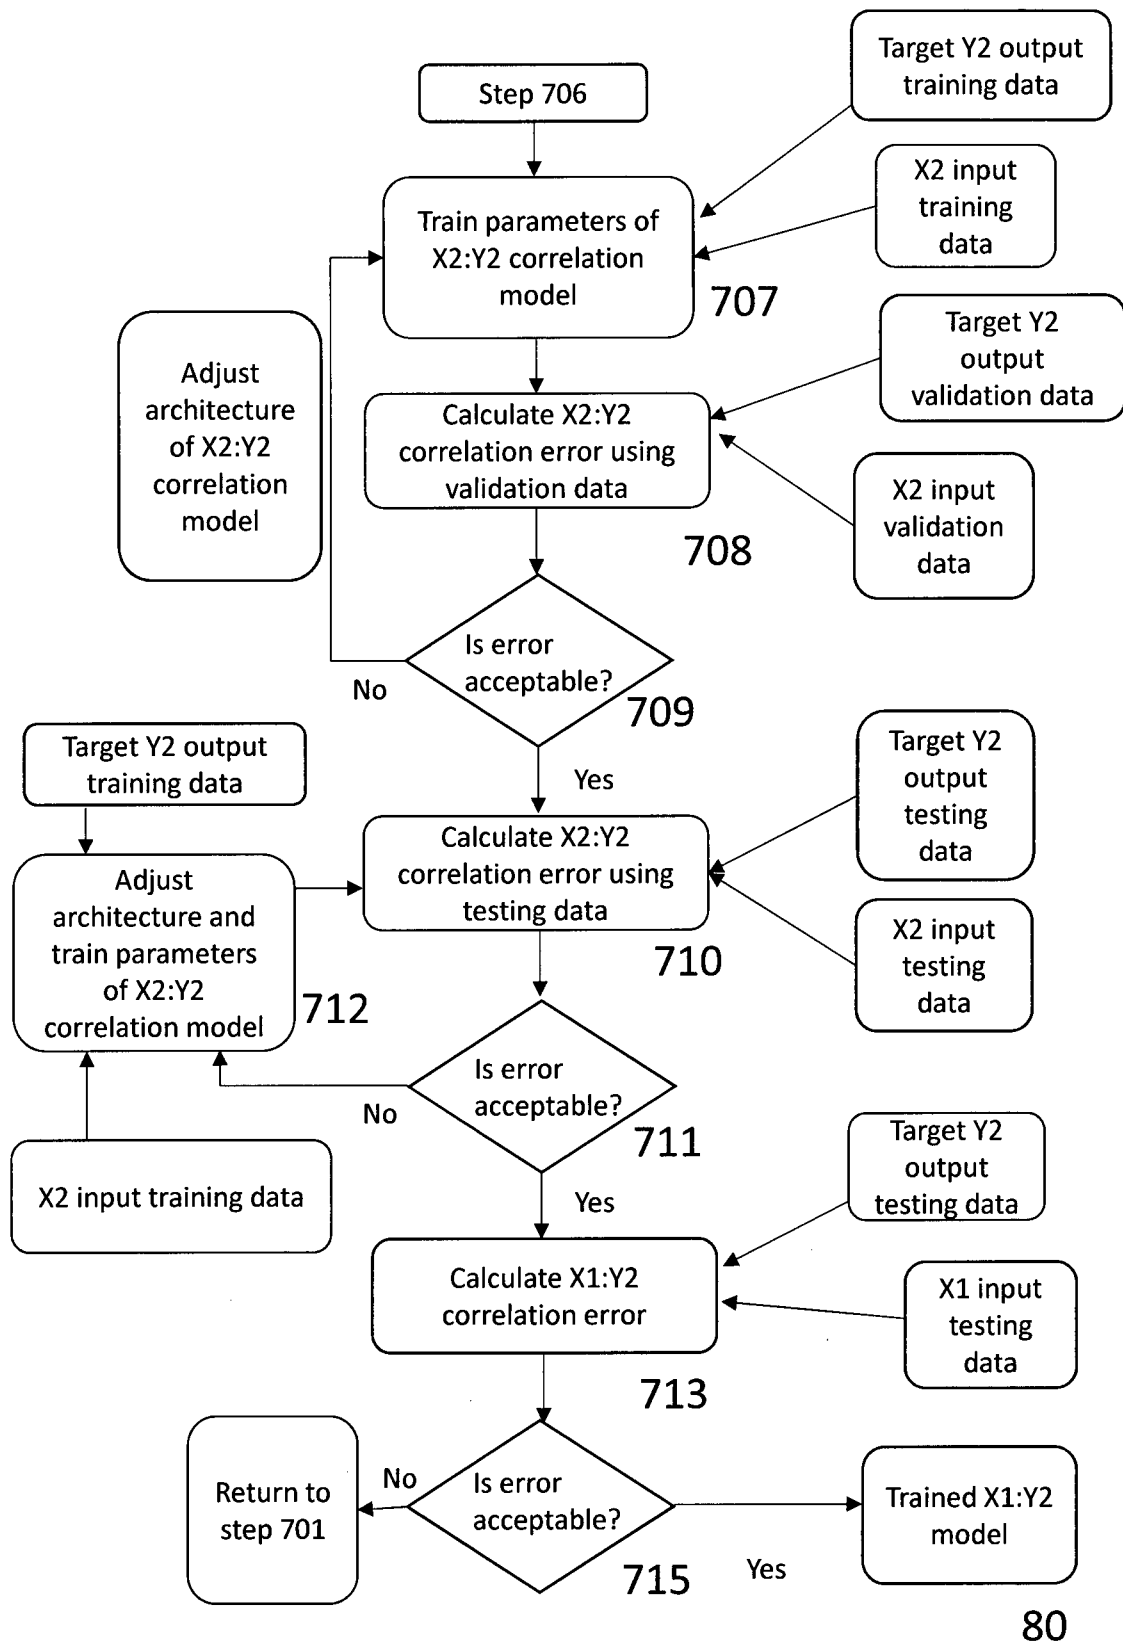 Target Y2 output
training data
Step 706
X2 input
training
data
Train parameters of
X2:Y2 correlation
model
707
Target Y2
output
validation data
Adjust
architecture
of X2:Y2
correlation
model
Calculate X2:Y2
correlation error using
validation data
708
X2 input
validation
data
Is error
acceptable?
No
709
Yes
Target Y2 output
training data
Target Y2
output
testing
data
Calculate X2:Y2
correlation error using
testing data
710
Adjust
architecture and
train parameters
of X2:Y2
correlation model
712
X2 input
testing
data
Is error
acceptable?
No
711
Yes
X2 input training data
Target Y2
output
testing data
Calculate X1:Y2
correlation error
713
X1 input
testing
data
Return to
step 701
No
Is error
acceptable?
715
Yes
Trained X1:Y2
model
80